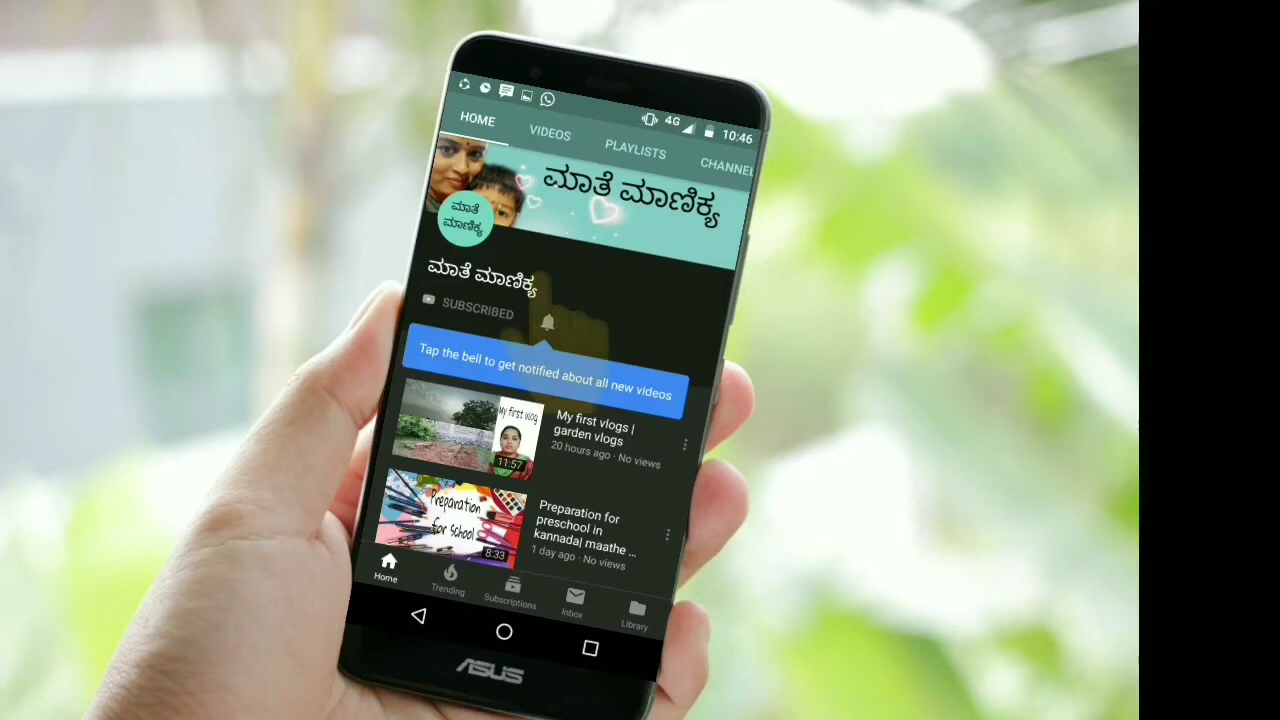 10:46
4G
HOME
VIDEOS
PLAYLISTS
CHANNEL
ಮಾತೆ ಮಾಣಿಕ್ಯ
ಮಾತೆ
ಮಾಣಿಕ್ಯ
ಮಾತೆ ಮಾಣಿಕ್ಯ
SUBSCRIBED
Tap the bell to get notified about all new videos
My first vlog
11:57
My first vlogs |
garden vlogs
20 hours ago · No views
Preparation
for school
8:33
Preparation for
preschool in
kannada| maathe ...
1 day ago · No views
Home
Trending
Subscriptions
Inbox
Library
ASUS